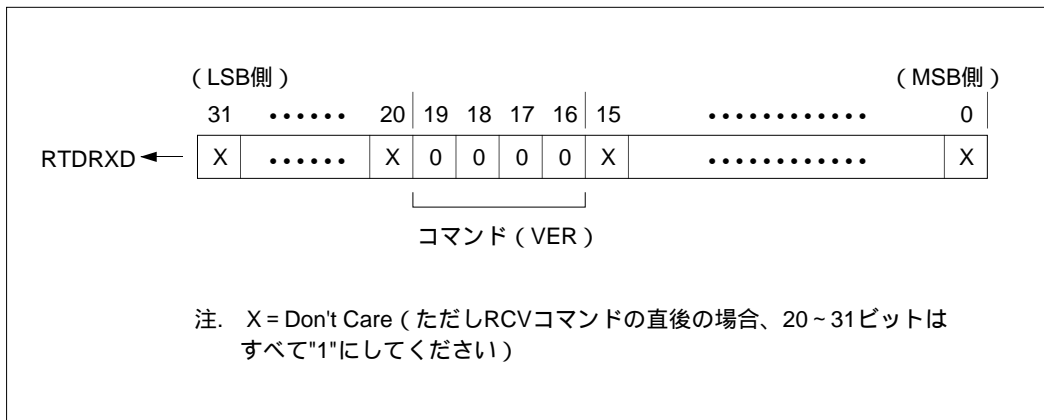 (LSB側) (MSB側)
31 •••••• 20 19 18 17 16 15 •••••••••••• 0
RTDRXD X •••••• X 0 0 0 0 X •••••••••••• X
コマンド(VER)
注. X = Don't Care(ただしRCVコマンドの直後の場合、20~31ビットは
すべて"1"にしてください)